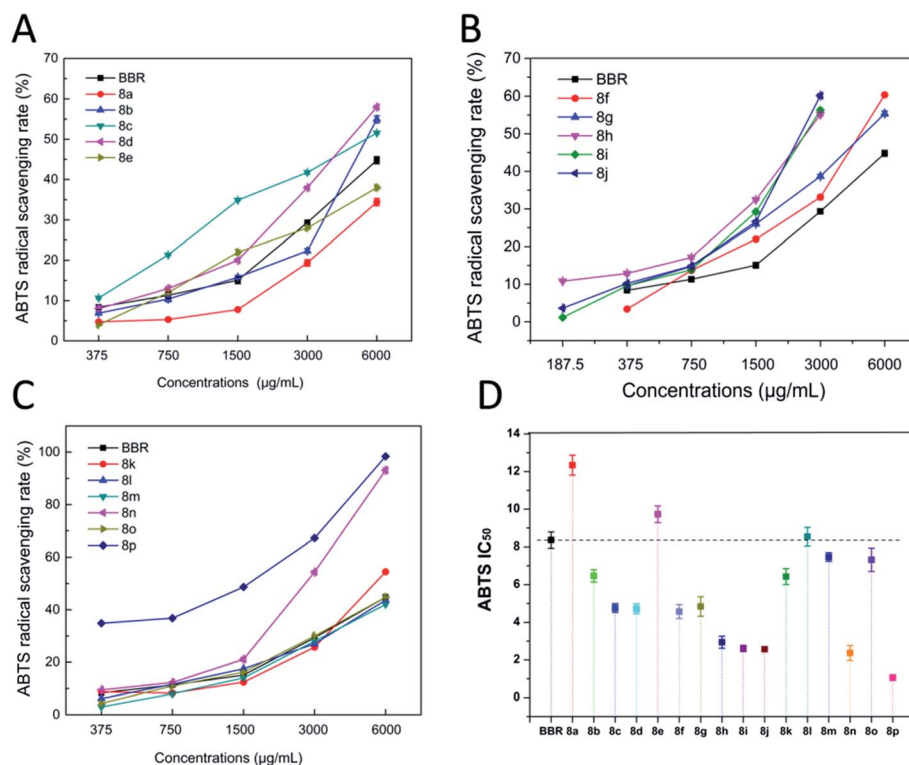 A
ABTS radical scavenging rate (%)
70
60
50
40
30
20
10
0
BBR
8a
8b
8c
8d
8e
375 750 1500 3000 6000
Concentrations (μg/mL)
B
ABTS radical scavenging rate (%)
70
60
50
40
30
20
10
0
BBR
8f
8g
8h
8i
8j
187.5 375 750 1500 3000 6000
Concentrations (μg/mL)
C
ABTS radical scavenging rate (%)
100
80
60
40
20
0
BBR
8k
8l
8m
8n
8o
8p
375 750 1500 3000 6000
Concentrations (μg/mL)
D
ABTS IC50
14
12
10
8
6
4
2
0
BBR 8a 8b 8c 8d 8e 8f 8g 8h 8i 8j 8k 8l 8m 8n 8o 8p